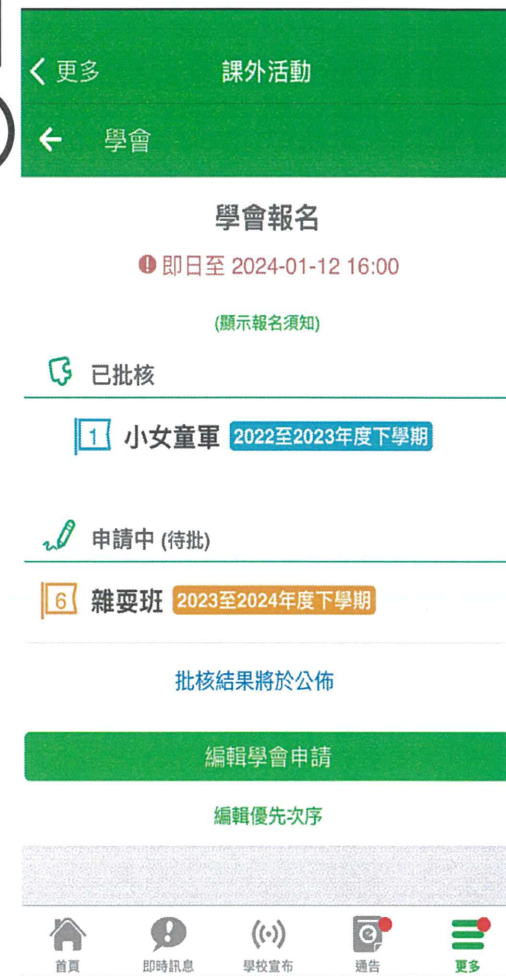 更多 課外活動
學會
學會報名
即日至 2024-01-12 16:00
(顯示報名須知)
已批核
1 小女童軍 2022至2023年度下學期
申請中 (待批)
6 雜耍班 2023至2024年度下學期
批核結果將於公佈
編輯學會申請
編輯優先次序
首頁 即時訊息 學校宣布 通告 更多